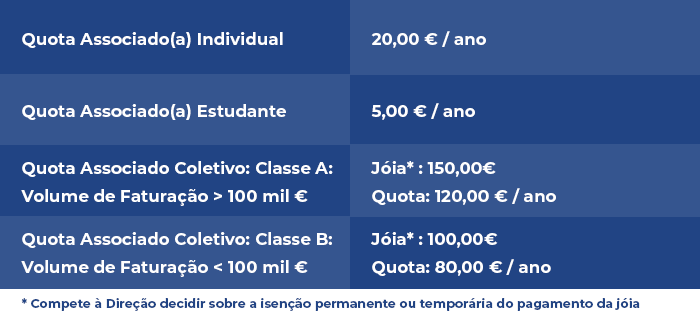 Quota Associado(a) Individual
20,00 € / ano
Quota Associado(a) Estudante
5,00 € / ano
Quota Associado Coletivo: Classe A:
Volume de Faturação > 100 mil €
Jóia* : 150,00€
Quota: 120,00 € / ano
Quota Associado Coletivo: Classe B:
Volume de Faturação < 100 mil €
Jóia* : 100,00€
Quota: 80,00 € / ano
* Compete à Direção decidir sobre a isenção permanente ou temporária do pagamento da jóia